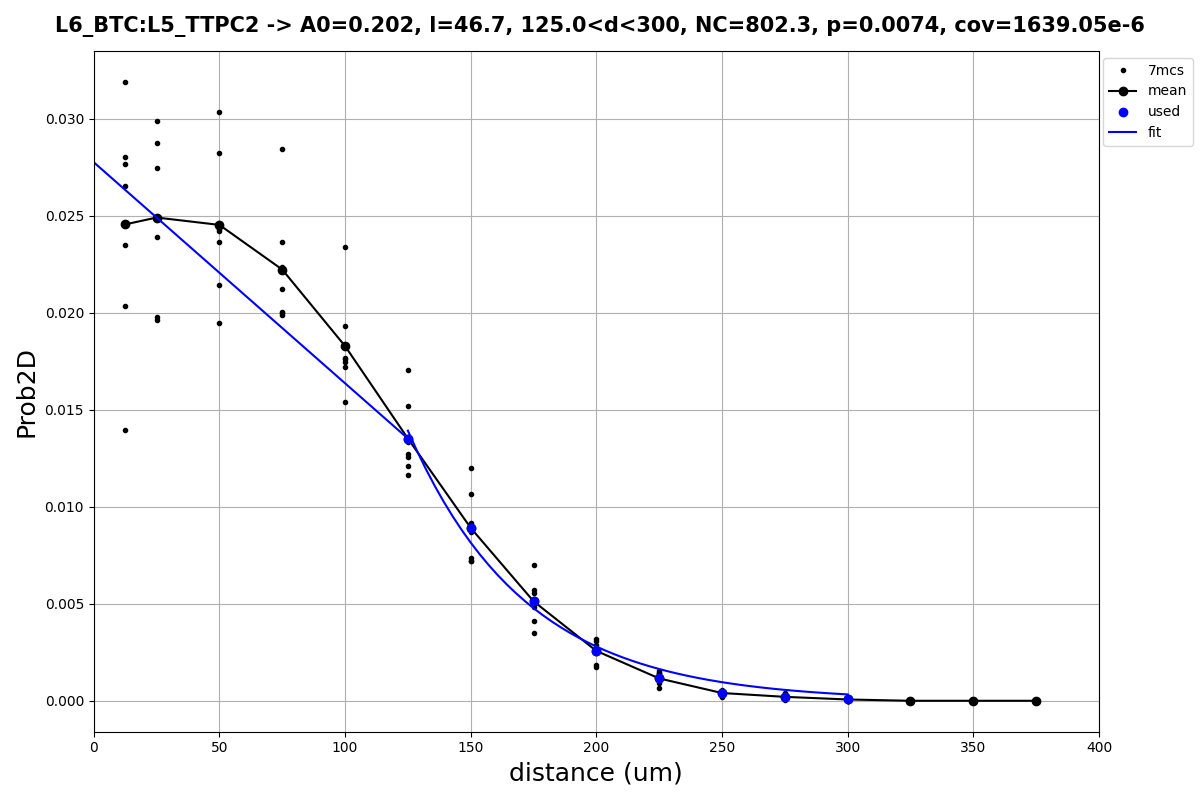 L6_BTC:L5_TTPC2 -> A0=0.202, l=46.7, 125.0<d<300, NC=802.3, p=0.0074, cov=1639.05e-6
7mcs
mean
used
fit
Prob2D
0.030
0.025
0.020
0.015
0.010
0.005
0.000
0 50 100 150 200 250 300 350 400
distance (um)